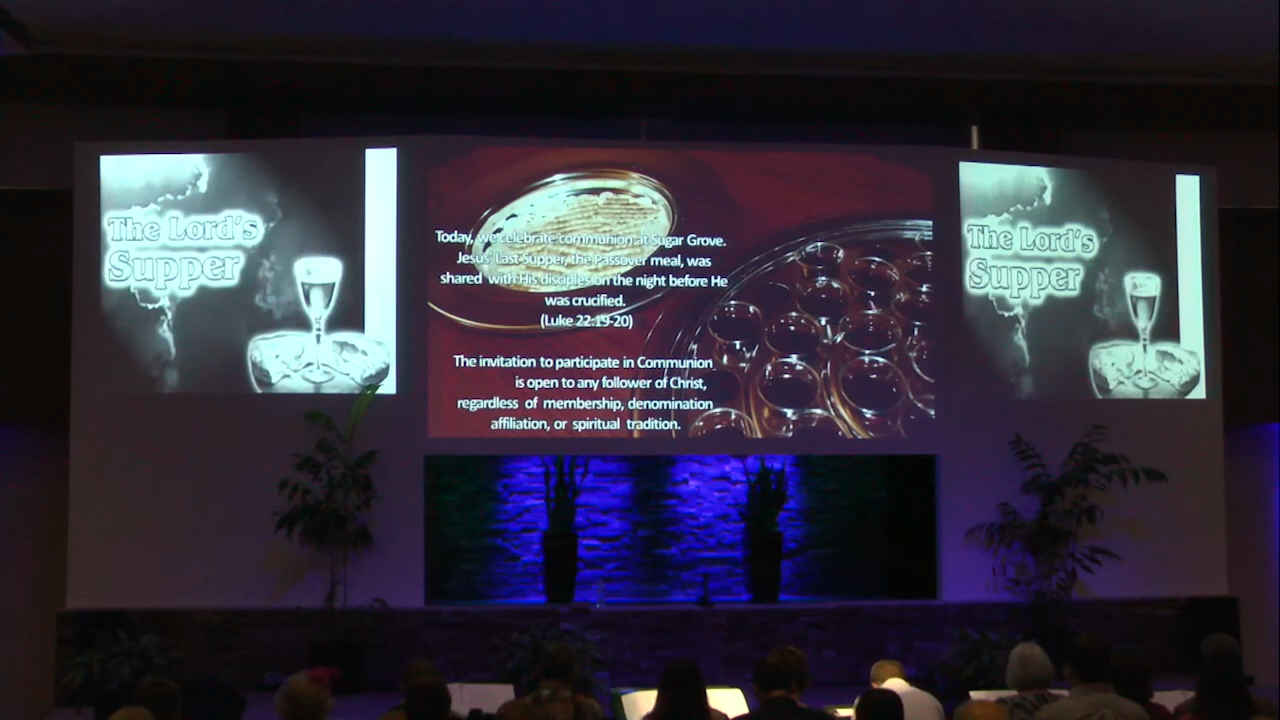 The Lord's
Supper
Today, we celebrate communion at Sugar Grove.
Jesus' Last Supper, the Passover meal, was
shared with His disciples on the night before He
was crucified.
(Luke 22:19-20)
The invitation to participate in Communion
is open to any follower of Christ,
regardless of membership, denomination
affiliation, or spiritual tradition.
The Lord's
Supper